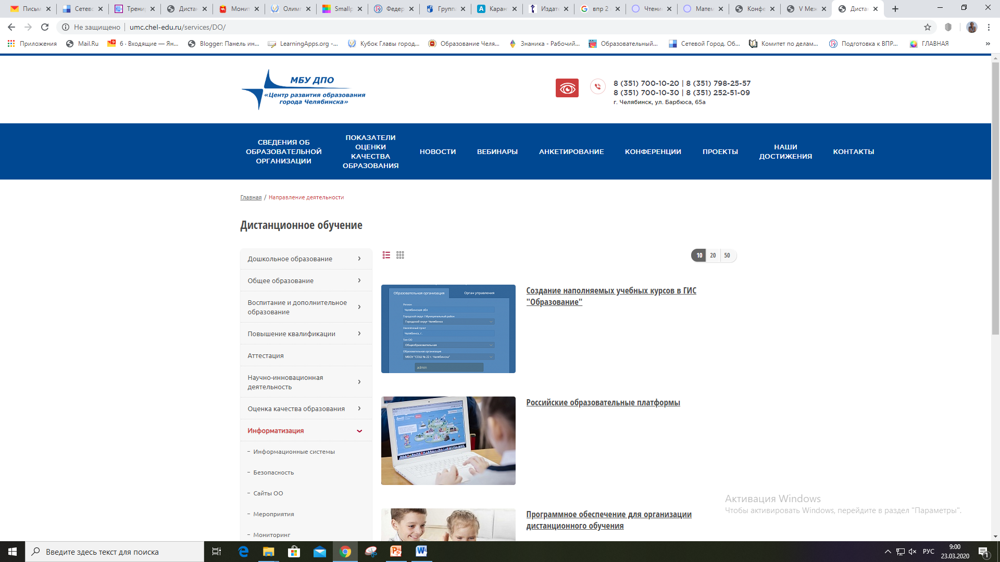 Письм
Сетевс
Трени
Диста
Монит
Олим
Smallp
Федер
Групп
Каран
Издат
впр 2
Чтени
Матем
Конфе
V Меж
Диста
Не защищено
umc.chel-edu.ru/services/DO/
Приложения
Mail.Ru
6 · Входящие — Ян...
Blogger: Панель ин...
LearningApps.org -...
Кубок Главы город...
Образование Челя...
Знаника - Рабочий...
Образовательный...
Сетевой Город. Об...
Комитет по делам...
Подготовка к ВПР...
ГЛАВНАЯ
МБУ ДПО
«Центр развития образования
города Челябинска»
8 (351) 700-10-20 | 8 (351) 798-25-57
8 (351) 700-10-30 | 8 (351) 252-51-09
г. Челябинск, ул. Барбюса, 65а
СВЕДЕНИЯ ОБ
ОБРАЗОВАТЕЛЬНОЙ
ОРГАНИЗАЦИИ
ПОКАЗАТЕЛИ
ОЦЕНКИ
КАЧЕСТВА
ОБРАЗОВАНИЯ
НОВОСТИ
ВЕБИНАРЫ
АНКЕТИРОВАНИЕ
КОНФЕРЕНЦИИ
ПРОЕКТЫ
НАШИ
ДОСТИЖЕНИЯ
КОНТАКТЫ
Главная / Направление деятельности
Дистанционное обучение
Дошкольное образование
Общее образование
Воспитание и дополнительное
образование
Повышение квалификации
Аттестация
Научно-инновационная
деятельность
Оценка качества образования
Информатизация
– Информационные системы
– Безопасность
– Сайты ОО
– Мероприятия
– Мониторинг
10 20 50
Образовательная организация
Орган управления
Регион
Челябинская обл
Городской округ / Муниципальный район
Городской округ Челябинск
Населенный пункт
Челябинск, г.
Тип ОО
Общеобразовательная
Образовательная организация
МБОУ "СОШ № 22 г. Челябинска"
admin
Создание наполняемых учебных курсов в ГИС
"Образование"
Российские образовательные платформы
Программное обеспечение для организации
дистанционного обучения
Активация Windows
Чтобы активировать Windows, перейдите в раздел "Параметры".
Введите здесь текст для поиска
РУС
9:00
23.03.2020
1